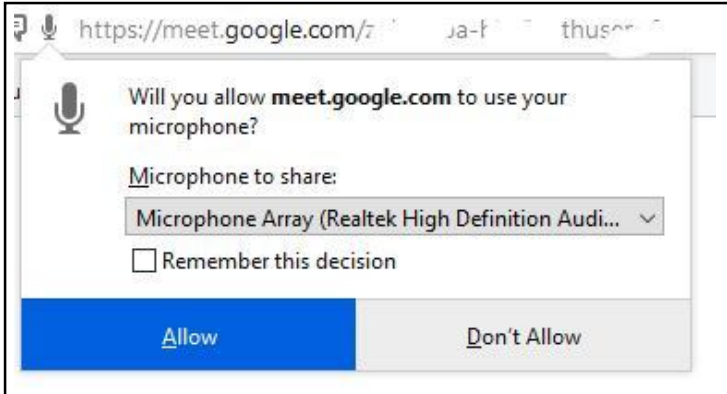 https://meet.google.com/
Will you allow meet.google.com to use your
microphone?
Microphone to share:
Microphone Array (Realtek High Definition Audi...
Remember this decision
Allow
Don't Allow